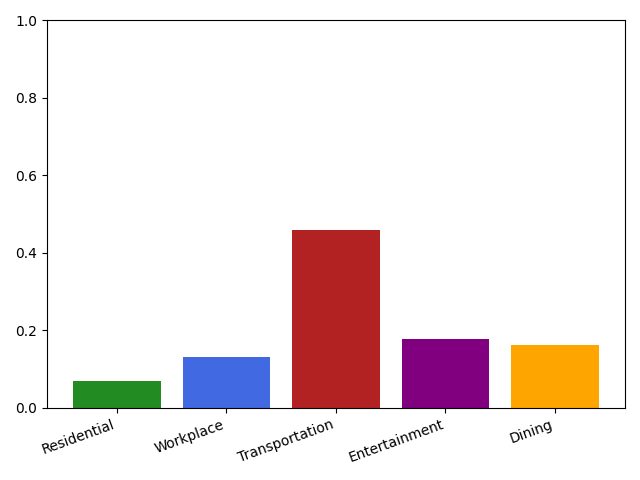 1.0
0.8
0.6
0.4
0.2
0.0
Residential
Workplace
Transportation
Entertainment
Dining